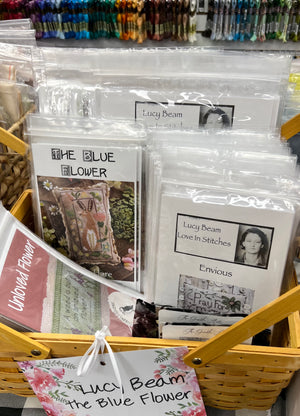 Lucy Beam
THE BLUE
FLOWER
Lucy Beam
Love In Stitches
Envious
Unloved Flower
Lucy Beam
the Blue Flower